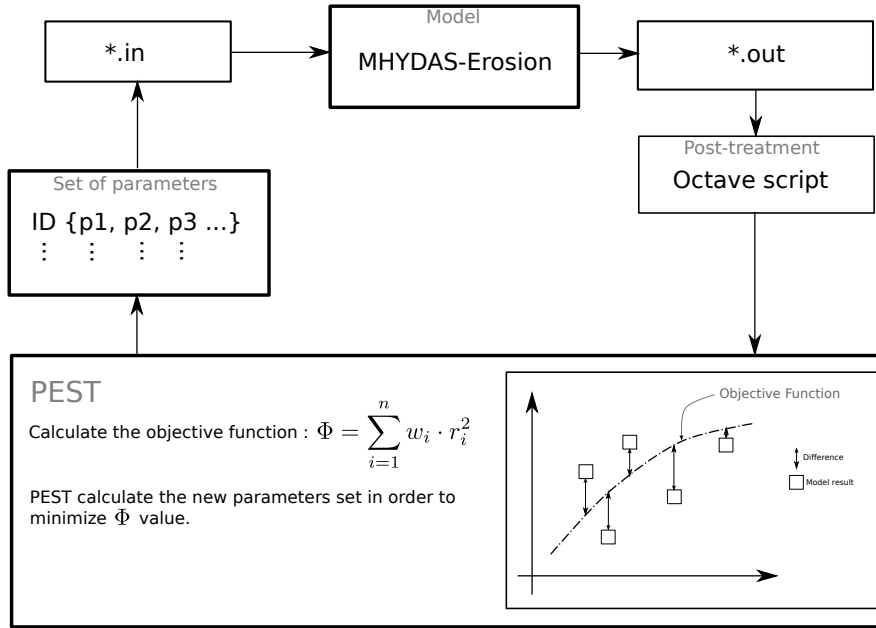 *.in
Model
MHYDAS-Erosion
*.out
Post-treatment
Octave script
Set of parameters
ID {p1, p2, p3 ...}
⋮ ⋮ ⋮ ⋮
PEST
Calculate the objective function : Φ = ∑_{i=1}^{n} w_i · r_i^2
PEST calculate the new parameters set in order to
minimize Φ value.
Objective Function
Difference
Model result